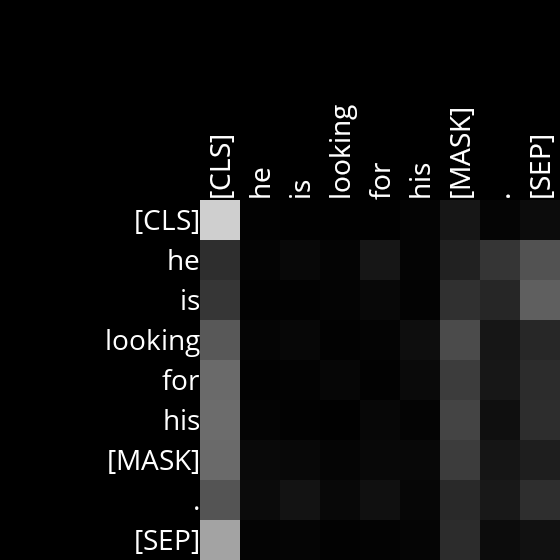 [CLS] he is looking for his [MASK] . [SEP]
[CLS]
he
is
looking
for
his
[MASK]
.
[SEP]